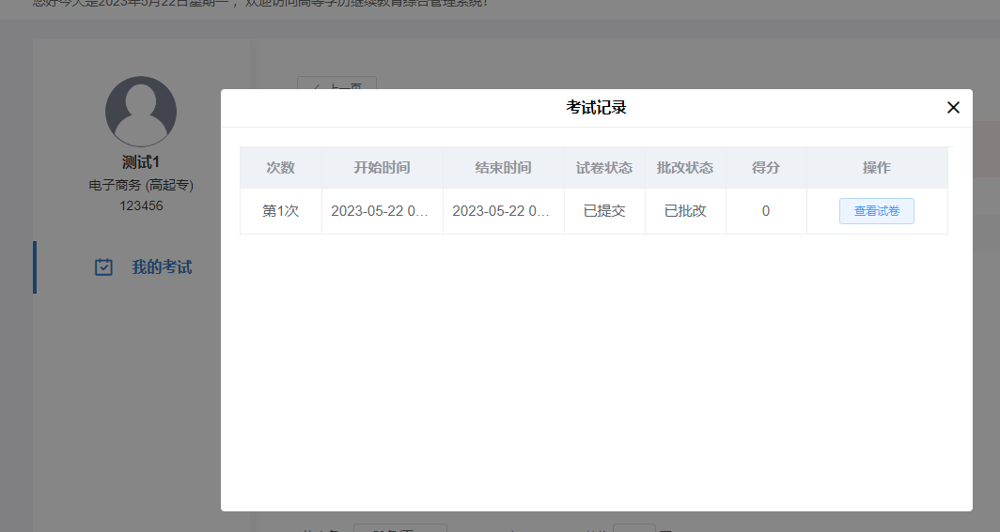 您好今天是2023年5月22日星期一，欢迎访问高等学历继续教育综合管理系统!
上一页
测试1
电子商务 (高起专)
123456
我的考试
考试记录
次数 开始时间 结束时间 试卷状态 批改状态 得分 操作
第1次 2023-05-22 0... 2023-05-22 0... 已提交 已批改 0 查看试卷